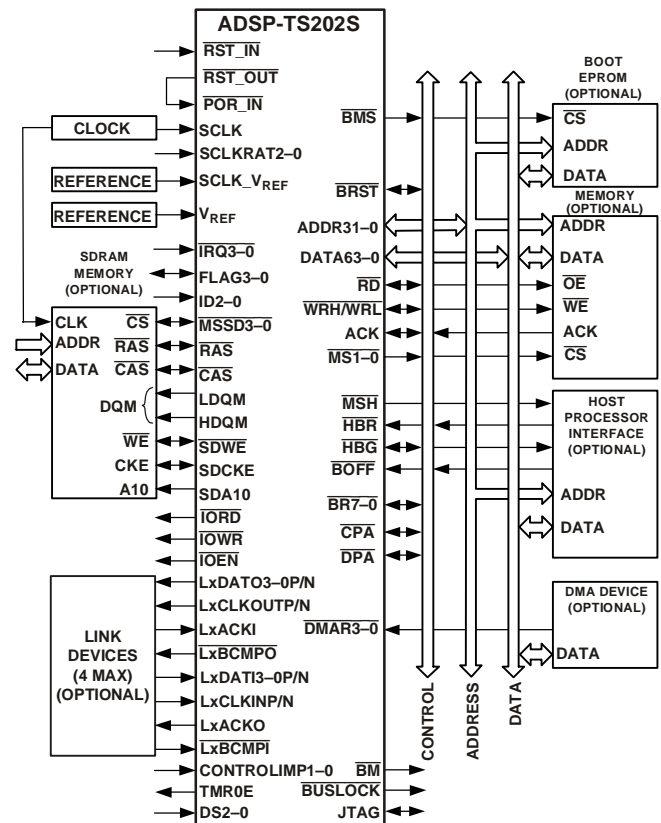 ADSP-TS202S
RST_IN
RST_OUT
POR_IN
CLOCK
SCLK
SCLKRAT2–0
REFERENCE
SCLK_VREF
REFERENCE
VREF
IRQ3–0
FLAG3–0
ID2–0
SDRAM
MEMORY
(OPTIONAL)
CLK
CS
MSSD3–0
ADDR
RAS
RAS
DATA
CAS
CAS
DQM
LDQM
HDQM
WE
SDWE
CKE
SDCKE
A10
SDA10
IORD
IOWR
IOEN
LINK
DEVICES
(4 MAX)
(OPTIONAL)
LxDATO3–0P/N
LxCLKOUTP/N
LxACKI
LxBCMPO
LxDATI3–0P/N
LxCLKINP/N
LxACKO
LxBCMPI
CONTROLIMP1–0
TMR0E
DS2–0
BMS
BRST
ADDR31–0
DATA63–0
RD
WRH/WRL
ACK
MS1–0
MSH
HBR
HBG
BOFF
BR7–0
CPA
DPA
DMAR3–0
BM
BUSLOCK
JTAG
CONTROL
ADDRESS
DATA
BOOT
EPROM
(OPTIONAL)
CS
ADDR
DATA
MEMORY
(OPTIONAL)
ADDR
DATA
OE
WE
ACK
CS
HOST
PROCESSOR
INTERFACE
(OPTIONAL)
ADDR
DATA
DMA DEVICE
(OPTIONAL)
DATA